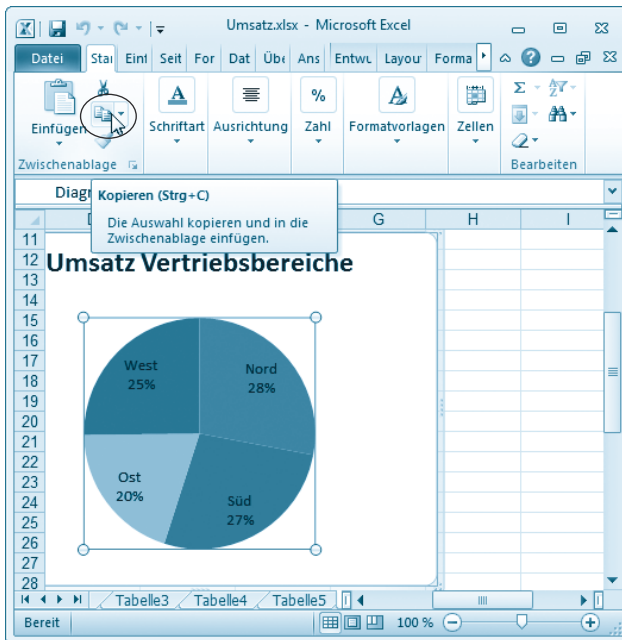 Umsatz.xlsx - Microsoft Excel
Datei Star Eint Seit For Dat Übe Ans Entwu Layour Forma
Einfügen Schriftart Ausrichtung Zahl Formatvorlagen Zellen
Zwischenablage Bearbeiten
Diagr
Kopieren (Strg+C)
Die Auswahl kopieren und in die
Zwischenablage einfügen.
G H I
11
12 Umsatz Vertriebsbereiche
13
14
15
16
17
18
19
20
21
22
23
24
25
26
27
28
West
25%
Nord
28%
Ost
20%
Süd
27%
Tabelle3 Tabelle4 Tabelle5
Bereit 100 %